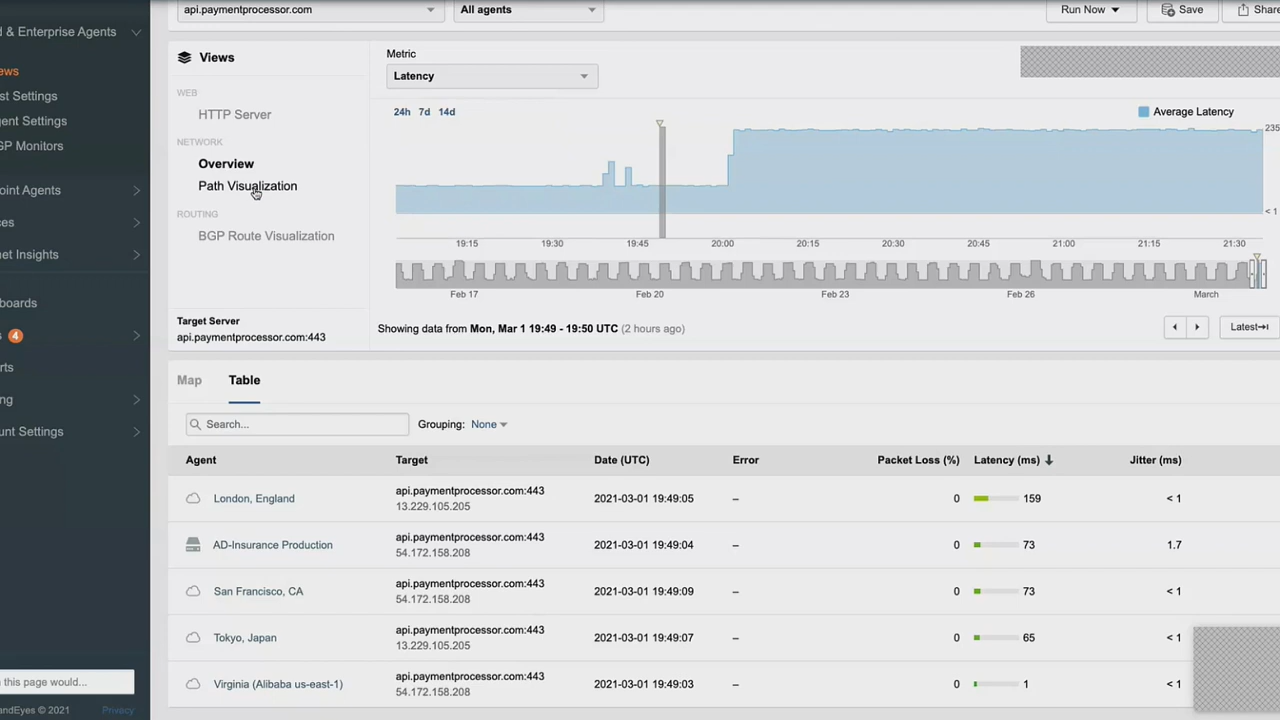 api.paymentprocessor.com
All agents
Run Now
Save
Share
d & Enterprise Agents
ews
st Settings
gent Settings
GP Monitors
oint Agents
ces
net Insights
boards
s 4
rts
ng
unt Settings
n this page would...
andEyes © 2021
Privacy
Views
WEB
HTTP Server
NETWORK
Overview
Path Visualization
ROUTING
BGP Route Visualization
Target Server
api.paymentprocessor.com:443
Metric
Latency
24h 7d 14d
Average Latency
235
< 1
19:15 19:30 19:45 20:00 20:15 20:30 20:45 21:00 21:15 21:30
Feb 17 Feb 20 Feb 23 Feb 26 March
Showing data from Mon, Mar 1 19:49 - 19:50 UTC (2 hours ago)
Latest
Map Table
Search...
Grouping: None
Agent Target Date (UTC) Error Packet Loss (%) Latency (ms) Jitter (ms)
London, England api.paymentprocessor.com:443 2021-03-01 19:49:05 – 0 159 < 1
13.229.105.205
AD-Insurance Production api.paymentprocessor.com:443 2021-03-01 19:49:04 – 0 73 1.7
54.172.158.208
San Francisco, CA api.paymentprocessor.com:443 2021-03-01 19:49:09 – 0 73 < 1
54.172.158.208
Tokyo, Japan api.paymentprocessor.com:443 2021-03-01 19:49:07 – 0 65 < 1
13.229.105.205
Virginia (Alibaba us-east-1) api.paymentprocessor.com:443 2021-03-01 19:49:03 – 0 1 < 1
54.172.158.208